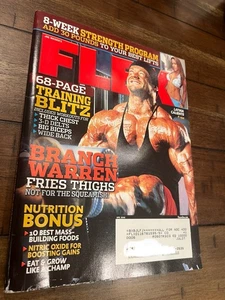 8-WEEK STRENGTH PROGRAM
ADD 30 POUNDS TO YOUR BEST LIFTS
FLEX
68-PAGE
TRAINING
BLITZ
THICK CHEST
3-D DELTS
BIG BICEPS
WIDE BACK
BRANCH
WARREN
FRIES THIGHS
NOT FOR THE SQUEAMISH
NUTRITION
BONUS
10 BEST MASS-
BUILDING FOODS
NITRIC OXIDE FOR
BOOSTING GAINS
EAT & GROW
LIKE A CHAMP